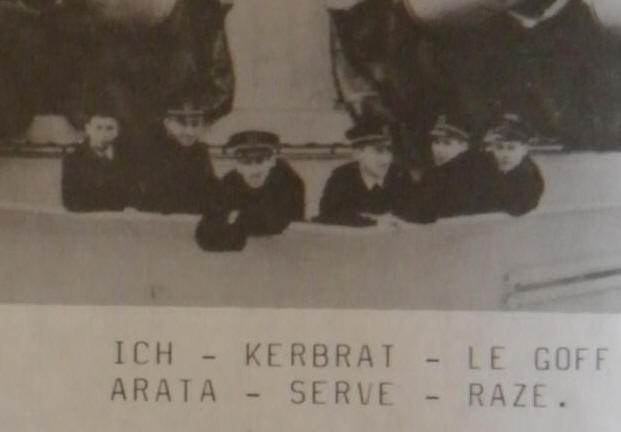 ICH - KERBRAT - LE GOFF
ARATA - SERVE - RAZE.